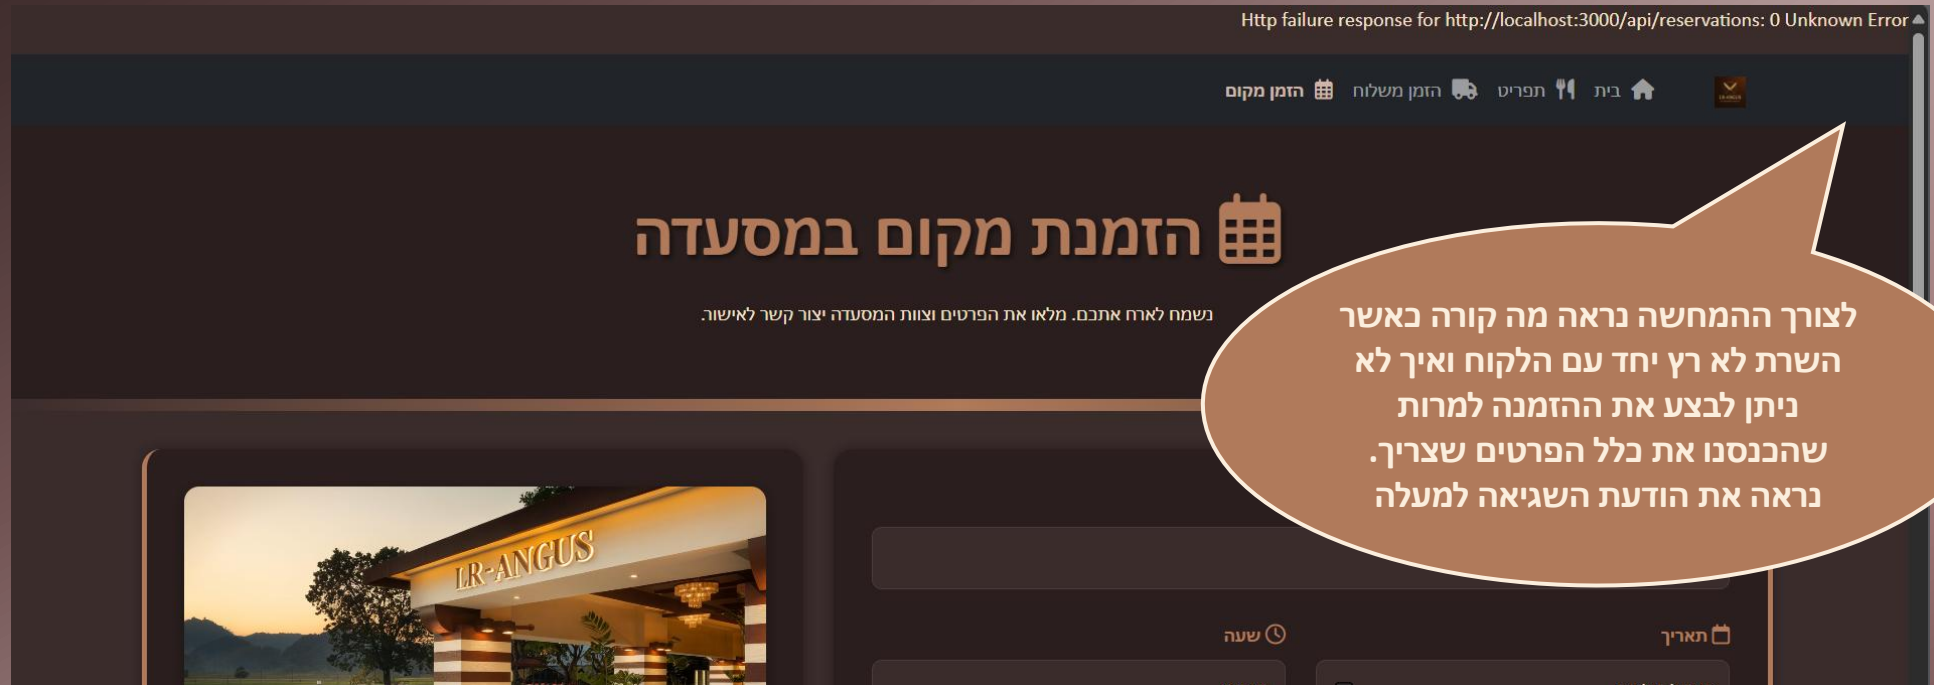 Http failure response for http://localhost:3000/api/reservations: 0 Unknown Error
בית תפריט הזמן משלוח הזמן מקום
הזמנת מקום במסעדה
נשמח לארח אתכם. מלאו את הפרטים וצוות המסעדה יצור קשר לאישור.
לצורך ההמחשה נראה מה קורה כאשר
השרת לא רץ יחד עם הלקוח ואיך לא
ניתן לבצע את ההזמנה למרות
שהכנסנו את כלל הפרטים שצריך.
נראה את הודעת השגיאה למעלה
LR-ANGUS
תאריך
שעה